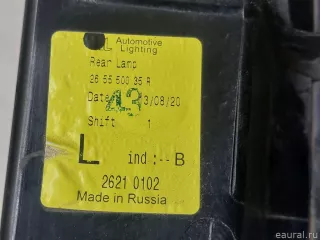 Automotive
Lighting
Rear Lamp
26 55 500 35 R
Date 3/08/20
43
Shift 1
L ind :-- B
2621 0102
Made in Russia
eaural.ru